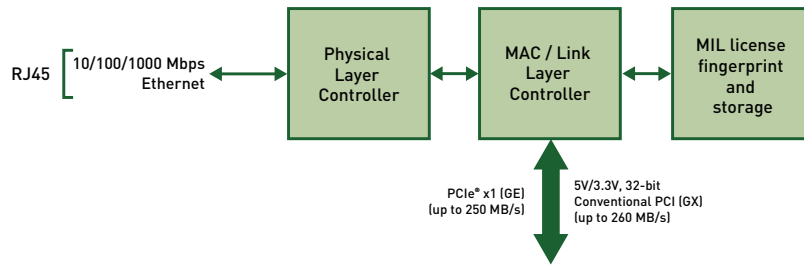 RJ45
10/100/1000 Mbps
Ethernet
Physical
Layer
Controller
MAC / Link
Layer
Controller
MIL license
fingerprint
and
storage
PCIe® x1 (GE)
(up to 250 MB/s)
5V/3.3V, 32-bit
Conventional PCI (GX)
(up to 260 MB/s)